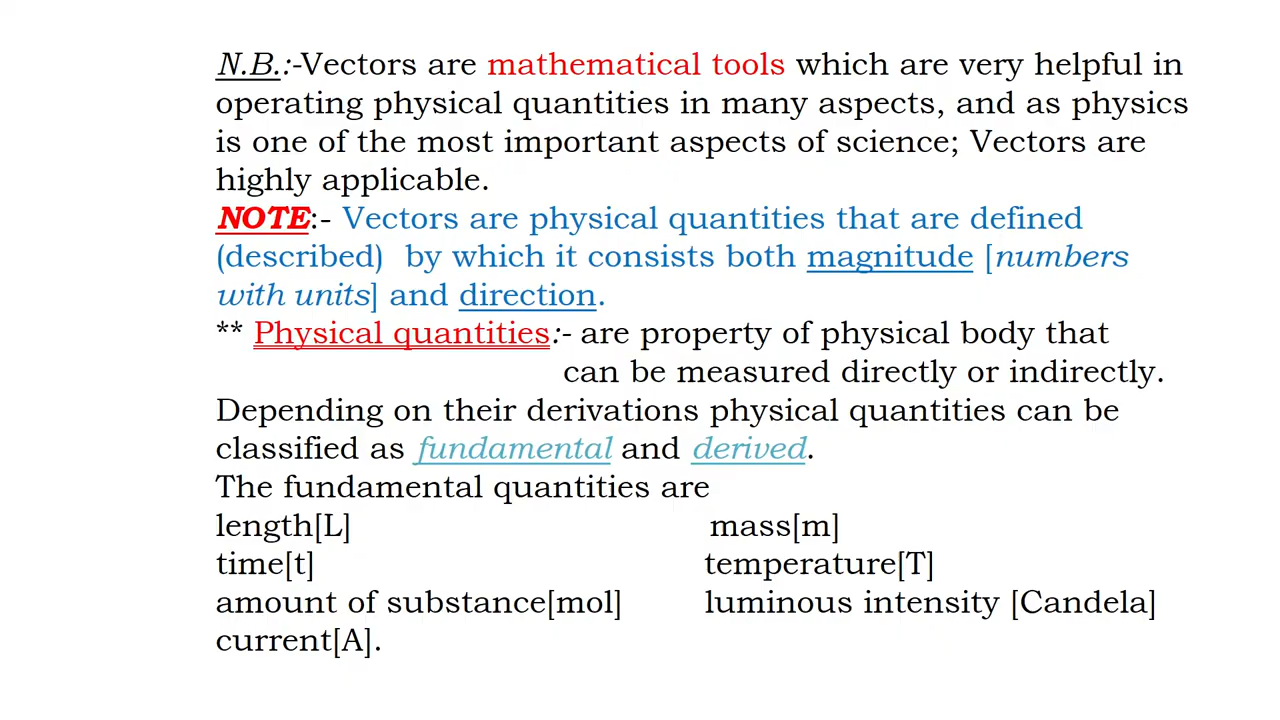 N.B.:-Vectors are mathematical tools which are very helpful in
operating physical quantities in many aspects, and as physics
is one of the most important aspects of science; Vectors are
highly applicable.
NOTE:- Vectors are physical quantities that are defined
(described)  by which it consists both magnitude [numbers
with units] and direction.
** Physical quantities:- are property of physical body that
can be measured directly or indirectly.
Depending on their derivations physical quantities can be
classified as fundamental and derived.
The fundamental quantities are
length[L] mass[m]
time[t] temperature[T]
amount of substance[mol] luminous intensity [Candela]
current[A].